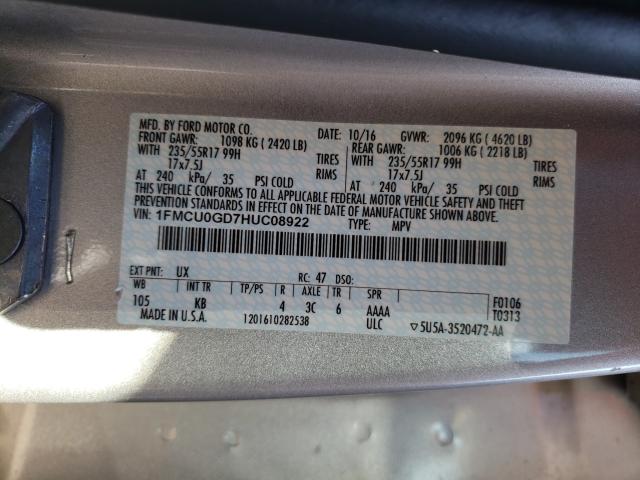 MFD. BY FORD MOTOR CO. DATE: 10/16 GVWR: 2096 KG ( 4620 LB)
FRONT GAWR: 1098 KG ( 2420 LB) REAR GAWR: 1006 KG ( 2218 LB)
WITH 235/55R17 99H TIRES WITH 235/55R17 99H TIRES
17x7.5J RIMS 17x7.5J RIMS
AT 240 kPa/ 35 PSI COLD AT 240 kPa/ 35 PSI COLD
THIS VEHICLE CONFORMS TO ALL APPLICABLE FEDERAL MOTOR VEHICLE SAFETY AND THEFT
PREVENTION STANDARDS IN EFFECT ON THE DATE OF MANUFACTURE SHOWN ABOVE.
VIN: 1FMCU0GD7HUC08922 TYPE: MPV
EXT PNT: UX RC: 47 DSO:
WB INT TR TP/PS R AXLE TR SPR F0106
105 KB 4 3C 6 AAAA T0313
MADE IN U.S.A. 1201610282538 ULC ▽5U5A-3520472-AA